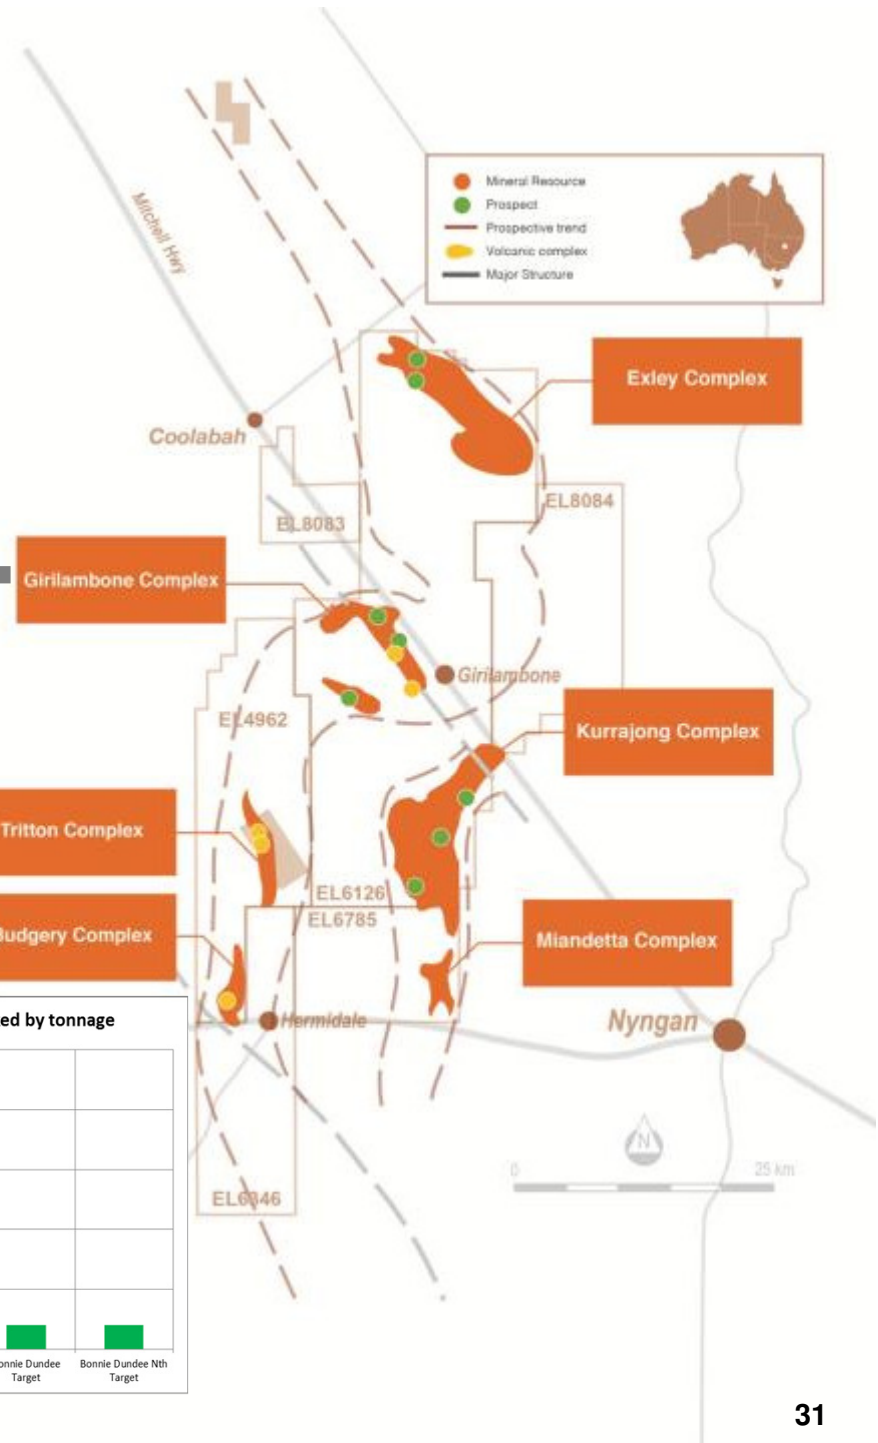 Mitchell Hwy
Mineral Resource
Prospect
Prospective trend
Volcanic complex
Major Structure
Exley Complex
Coolabah
EL8083
EL8084
Girilambone Complex
Girilambone
EL4962
Kurrajong Complex
Tritton Complex
EL6126
EL6785
Budgery Complex
Miandetta Complex
Hermidale
Nyngan
ed by tonnage
N
0 25 km
EL6346
onnie Dundee
Target
Bonnie Dundee Nth
Target
31